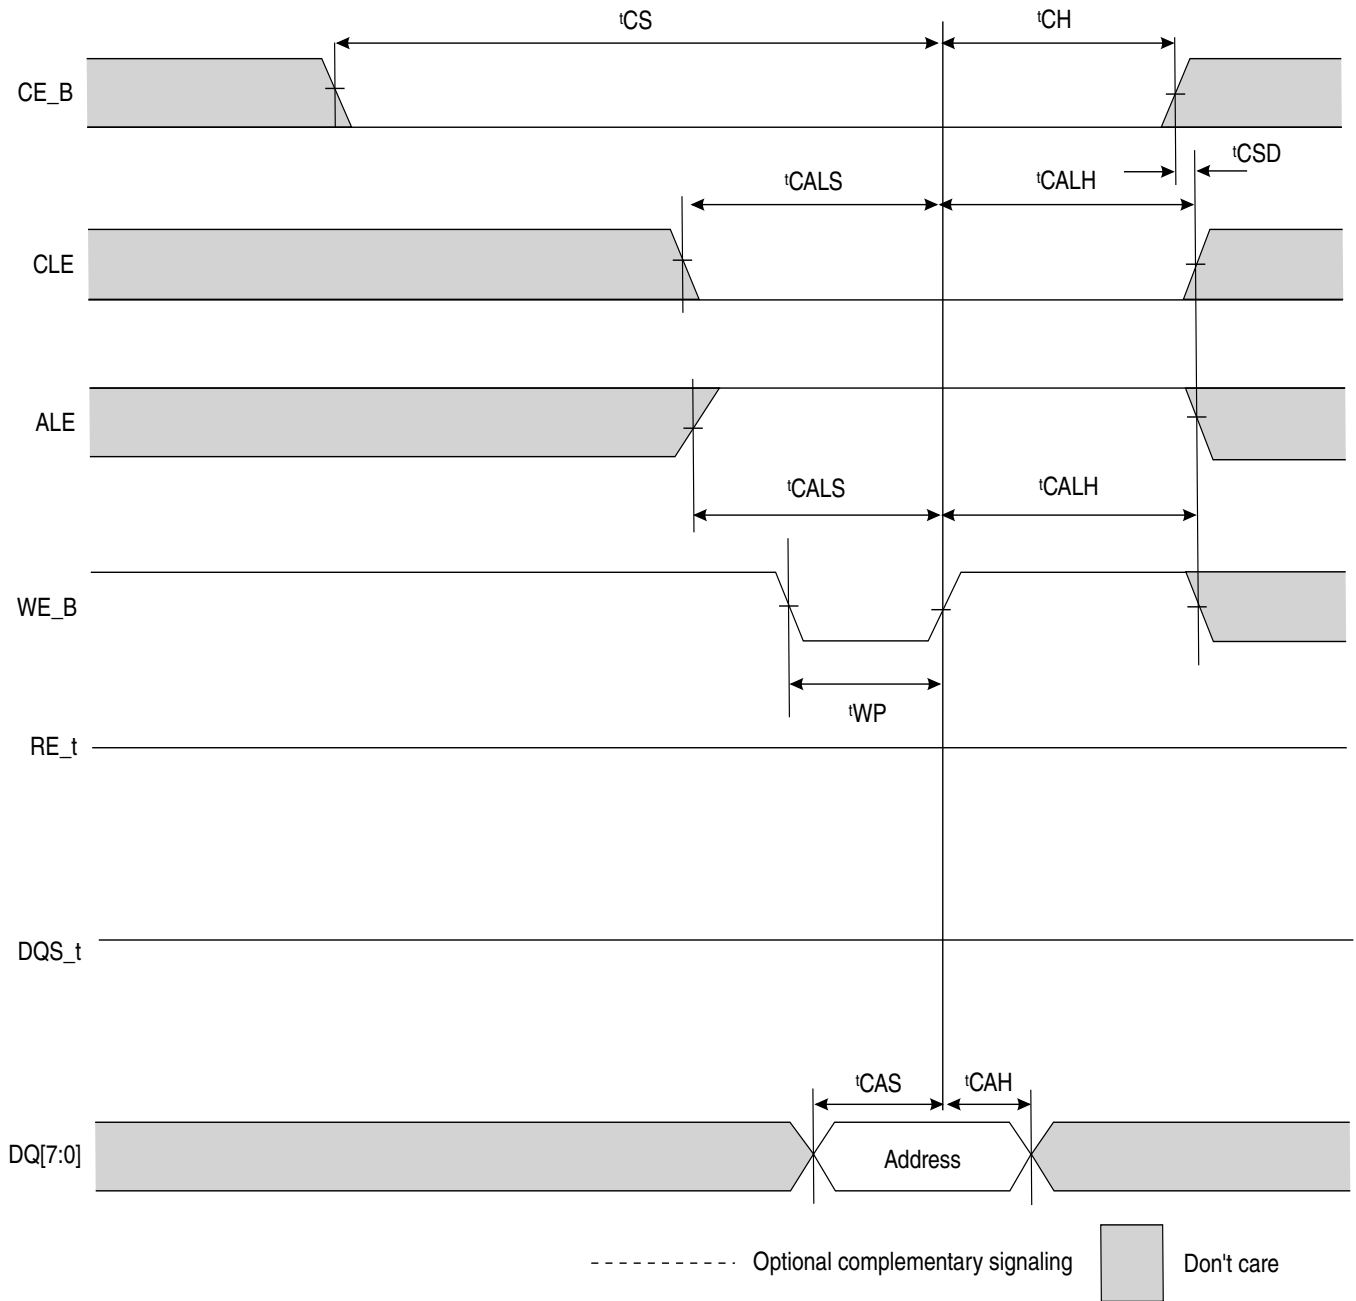 tCS
tCH
CE_B
tCSD
tCALS
tCALH
CLE
ALE
tCALS
tCALH
WE_B
tWP
RE_t
DQS_t
tCAS
tCAH
DQ[7:0]
Address
Optional complementary signaling
Don't care